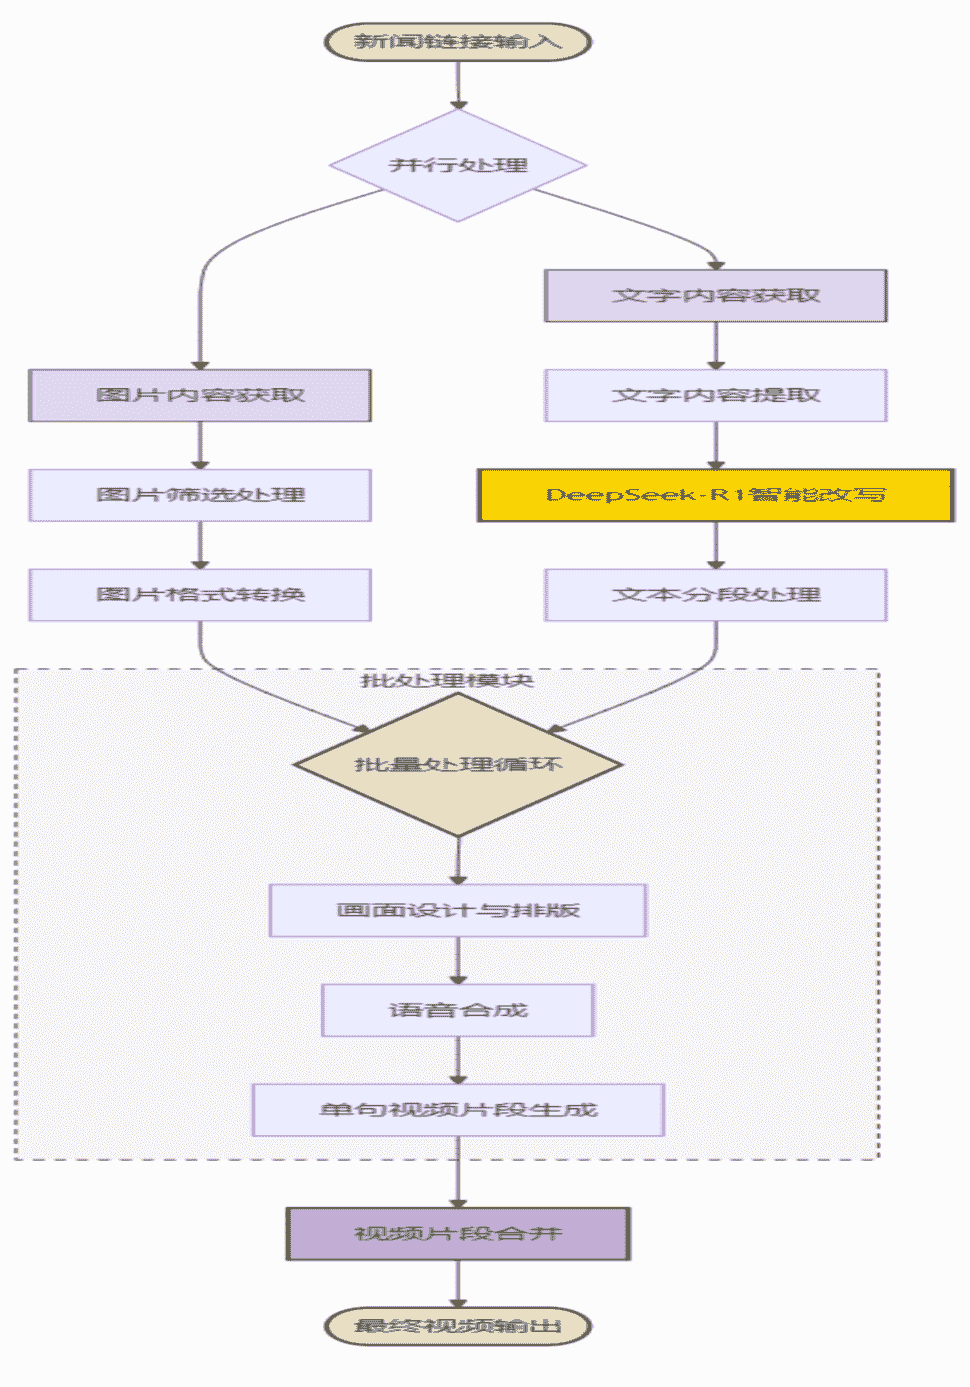 新闻链接输入
并行处理
文字内容获取
图片内容获取
文字内容提取
图片筛选处理
DeepSeek-R1智能改写
图片格式转换
文本分段处理
批处理模块
批量处理循环
画面设计与排版
语音合成
单句视频片段生成
视频片段合并
最终视频输出